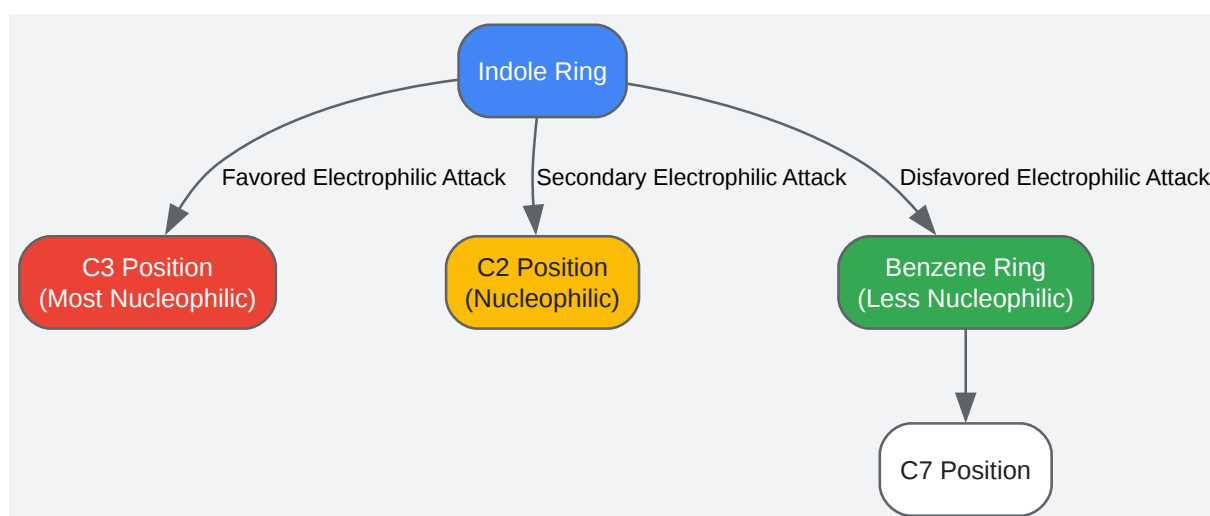 Indole Ring
Favored Electrophilic Attack
Secondary Electrophilic Attack
Disfavored Electrophilic Attack
C3 Position
(Most Nucleophilic)
C2 Position
(Nucleophilic)
Benzene Ring
(Less Nucleophilic)
C7 Position